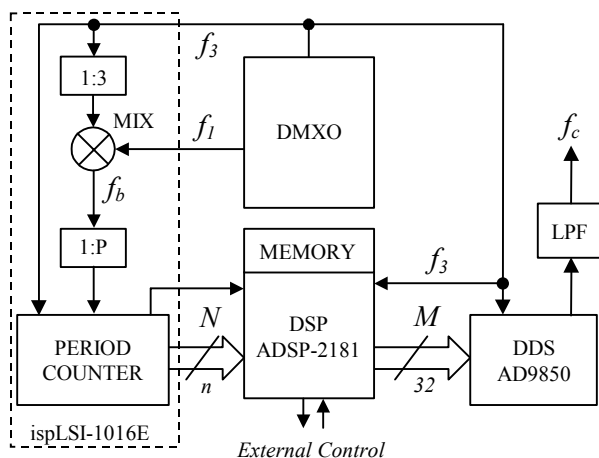 f3
1:3
MIX
f1
DMXO
fc
fb
1:P
LPF
MEMORY
f3
PERIOD
COUNTER
N
n
DSP
ADSP-2181
M
32
DDS
AD9850
ispLSI-1016E
External Control